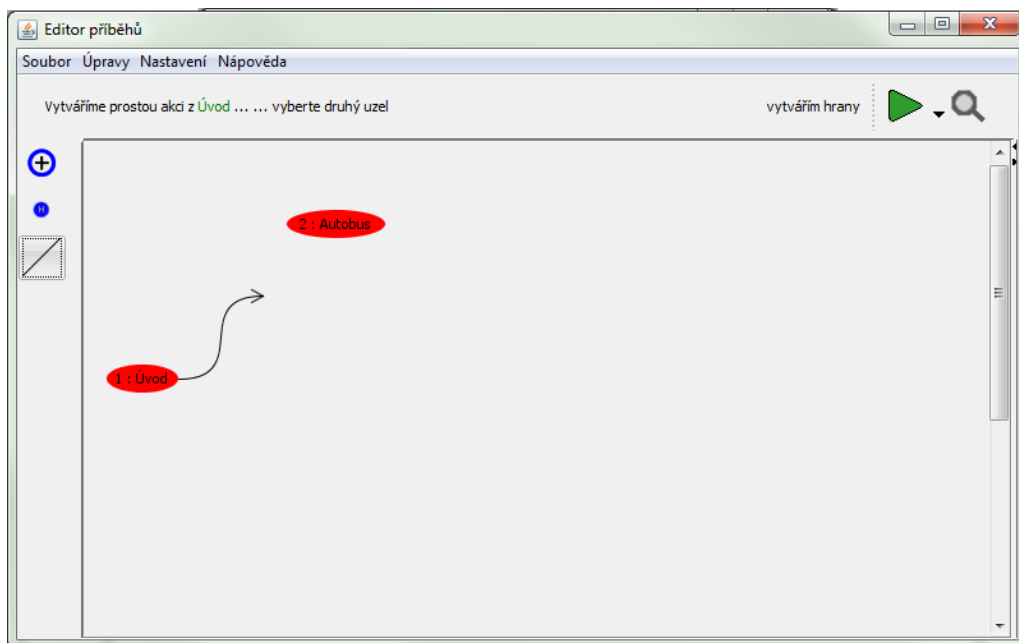 Editor příběhů
Soubor Úpravy Nastavení Nápověda
Vytváříme prostou akci z Úvod ... ... vyberte druhý uzel
vytvářím hrany
H
2 : Autobus
1 : Úvod